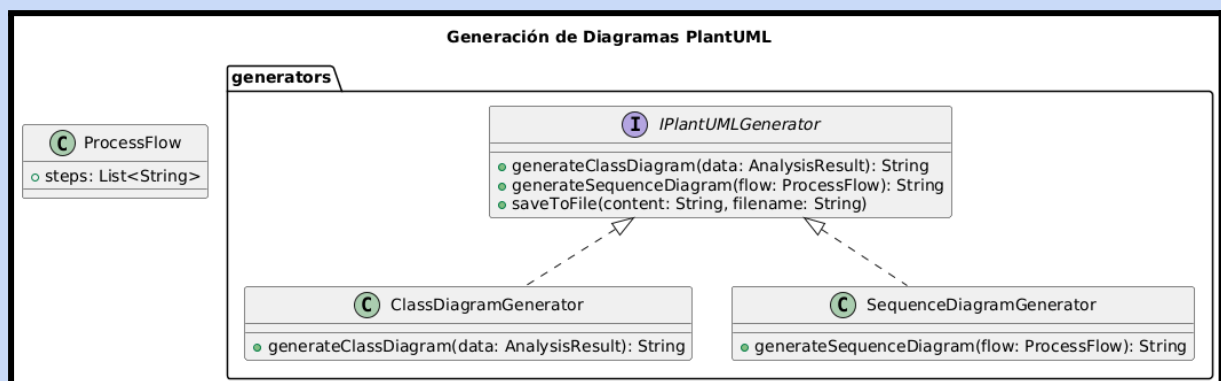 Generación de Diagramas PlantUML
generators
C ProcessFlow
steps: List<String>
I IPlantUMLGenerator
generateClassDiagram(data: AnalysisResult): String
generateSequenceDiagram(flow: ProcessFlow): String
saveToFile(content: String, filename: String)
C ClassDiagramGenerator
generateClassDiagram(data: AnalysisResult): String
C SequenceDiagramGenerator
generateSequenceDiagram(flow: ProcessFlow): String